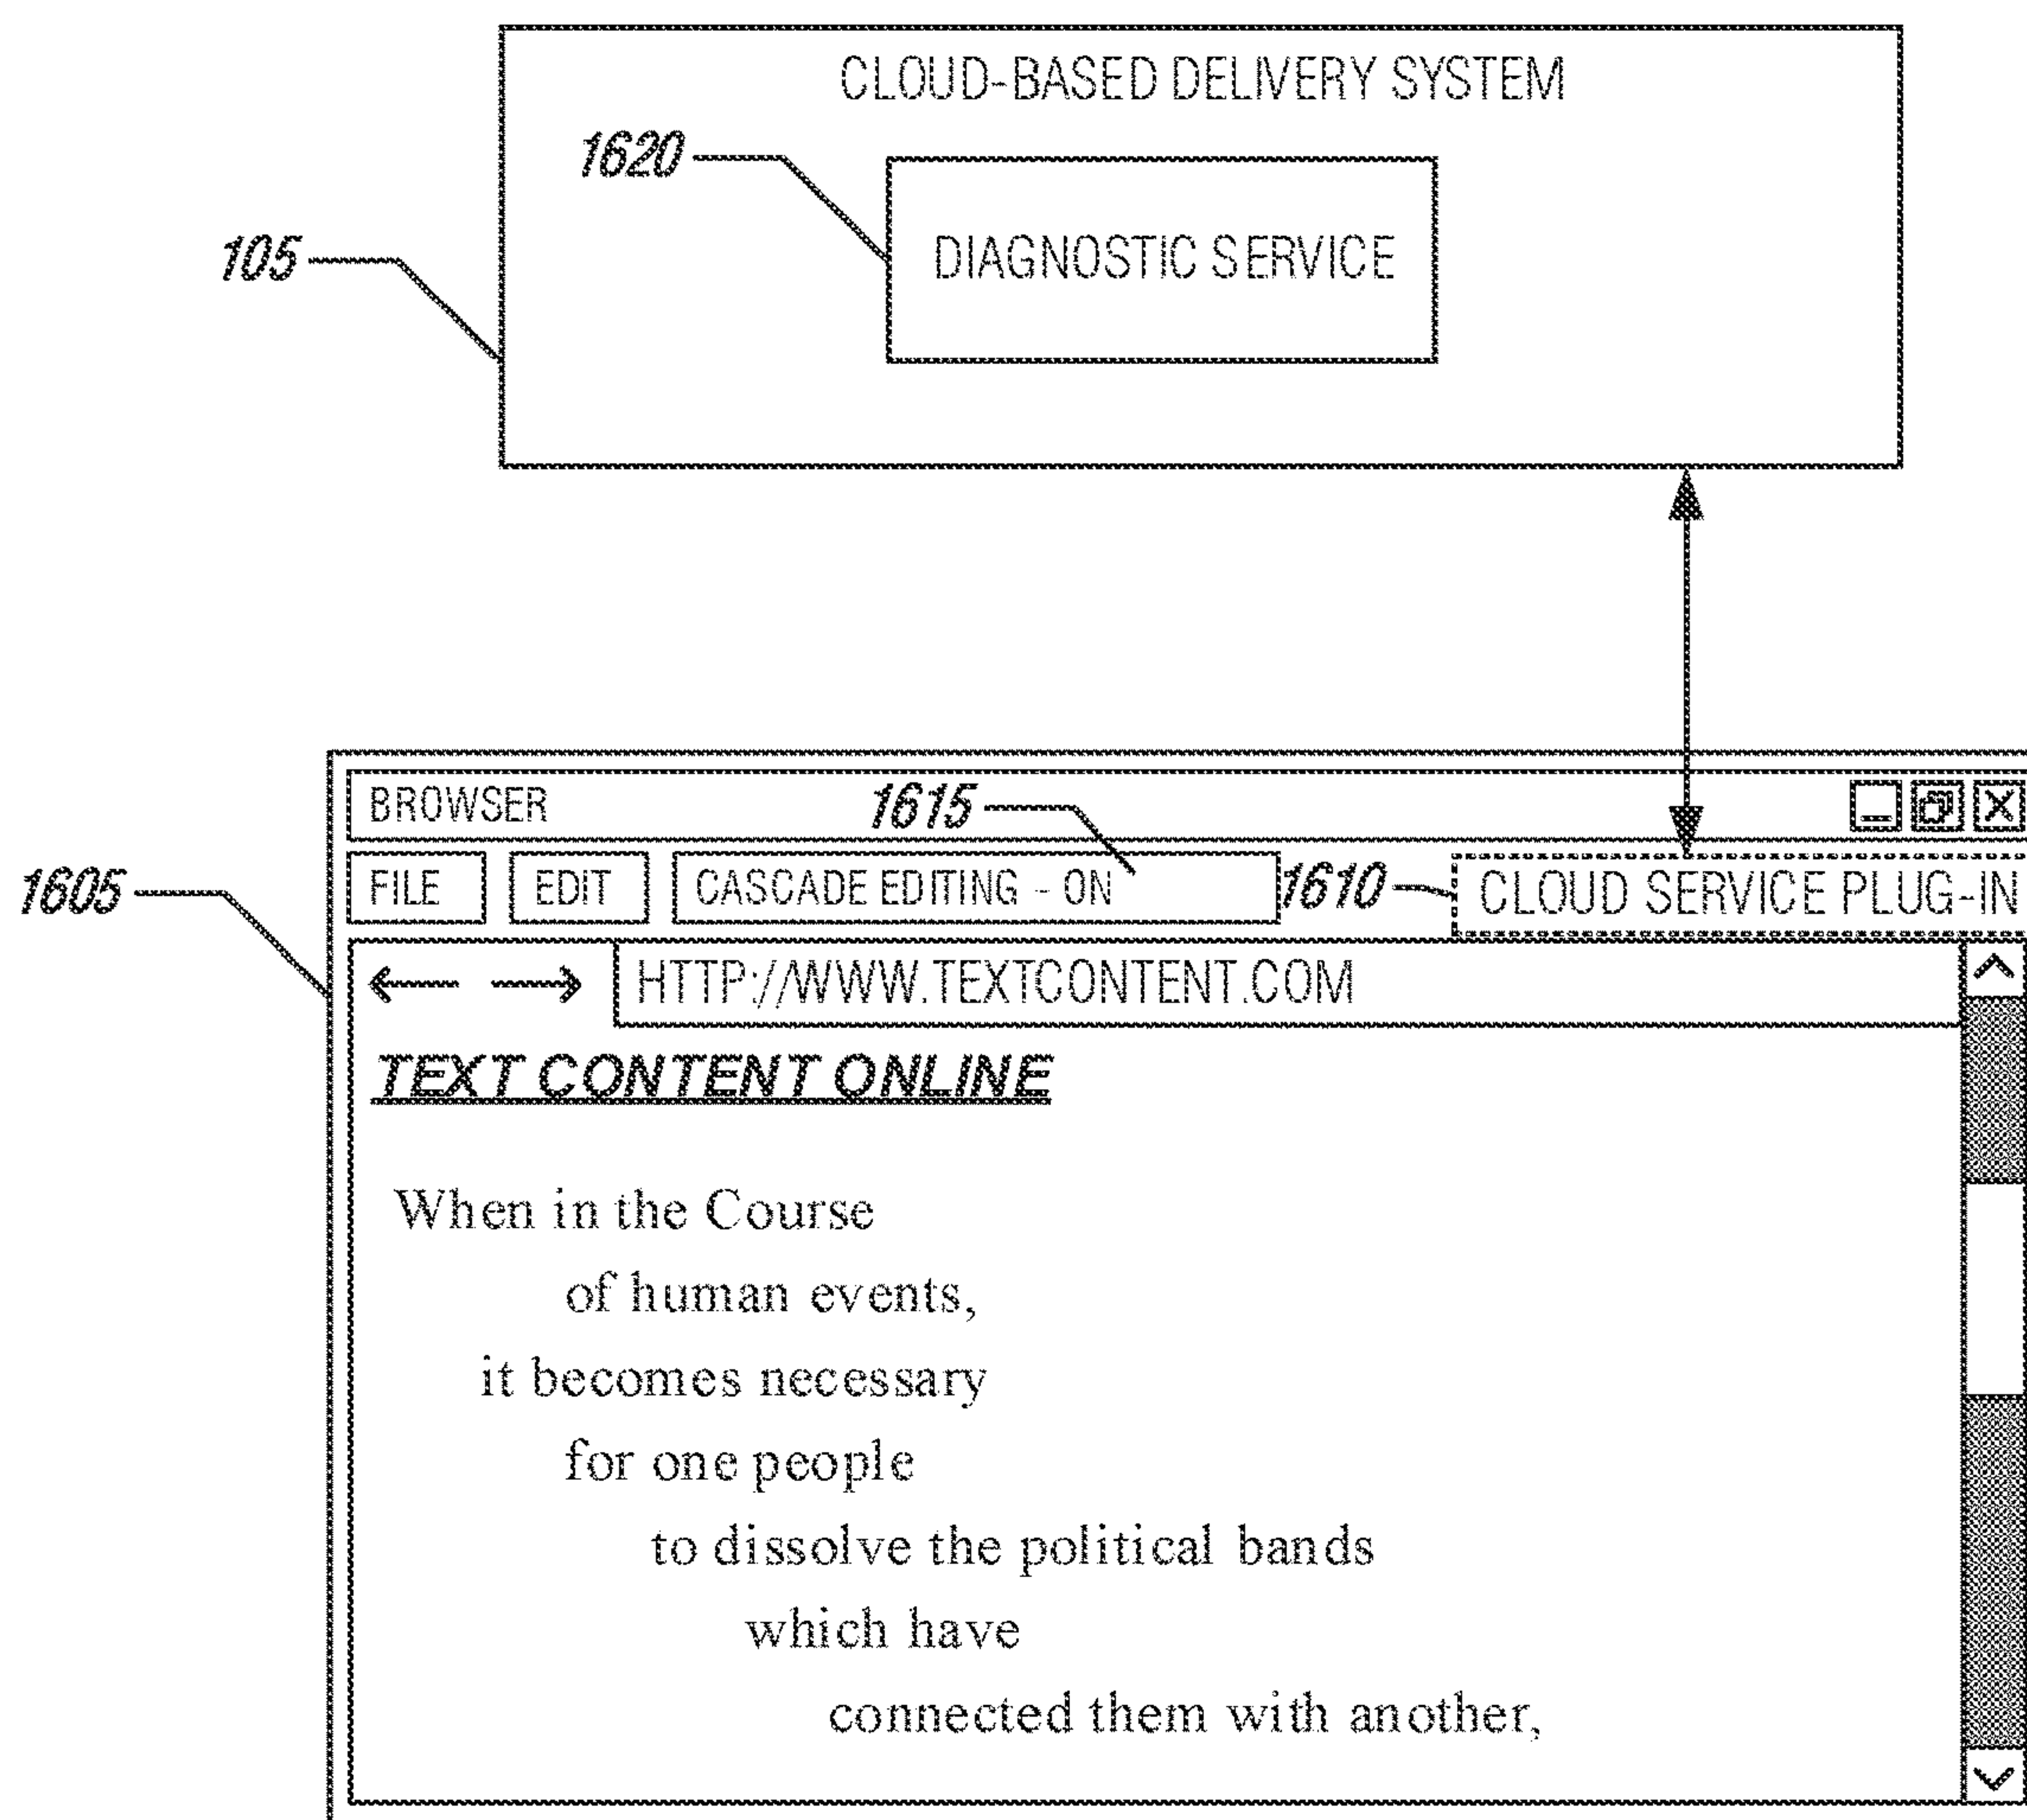 CLOUD-BASED DELIVERY SYSTEM
1620
DIAGNOSTIC SERVICE
105
BROWSER
1615
1605
FILE EDIT CASCADE EDITING - ON 1610 CLOUD SERVICE PLUG-IN
HTTP://WWW.TEXTCONTENT.COM
TEXT CONTENT ONLINE
When in the Course
of human events,
it becomes necessary
for one people
to dissolve the political bands
which have
connected them with another,